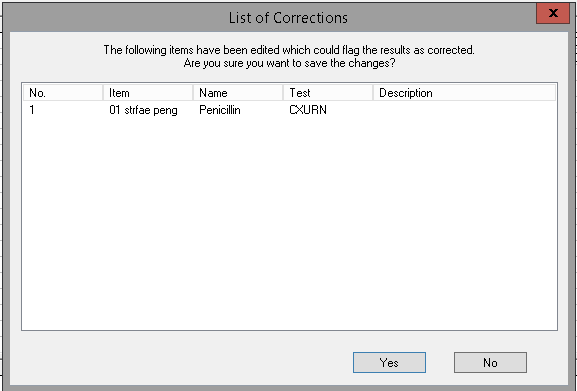 List of Corrections
x
The following items have been edited which could flag the results as corrected.
Are you sure you want to save the changes?
No. Item Name Test Description
1 01 strfae peng Penicillin CXURN
Yes No